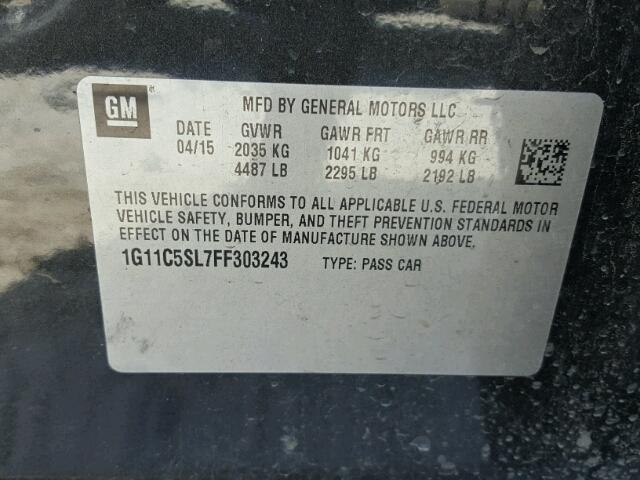 GM
MFD BY GENERAL MOTORS LLC
DATE GVWR GAWR FRT GAWR RR
04/15 2035 KG 1041 KG 994 KG
4487 LB 2295 LB 2192 LB
THIS VEHICLE CONFORMS TO ALL APPLICABLE U.S. FEDERAL MOTOR
VEHICLE SAFETY, BUMPER, AND THEFT PREVENTION STANDARDS IN
EFFECT ON THE DATE OF MANUFACTURE SHOWN ABOVE.
1G11C5SL7FF303243 TYPE: PASS CAR